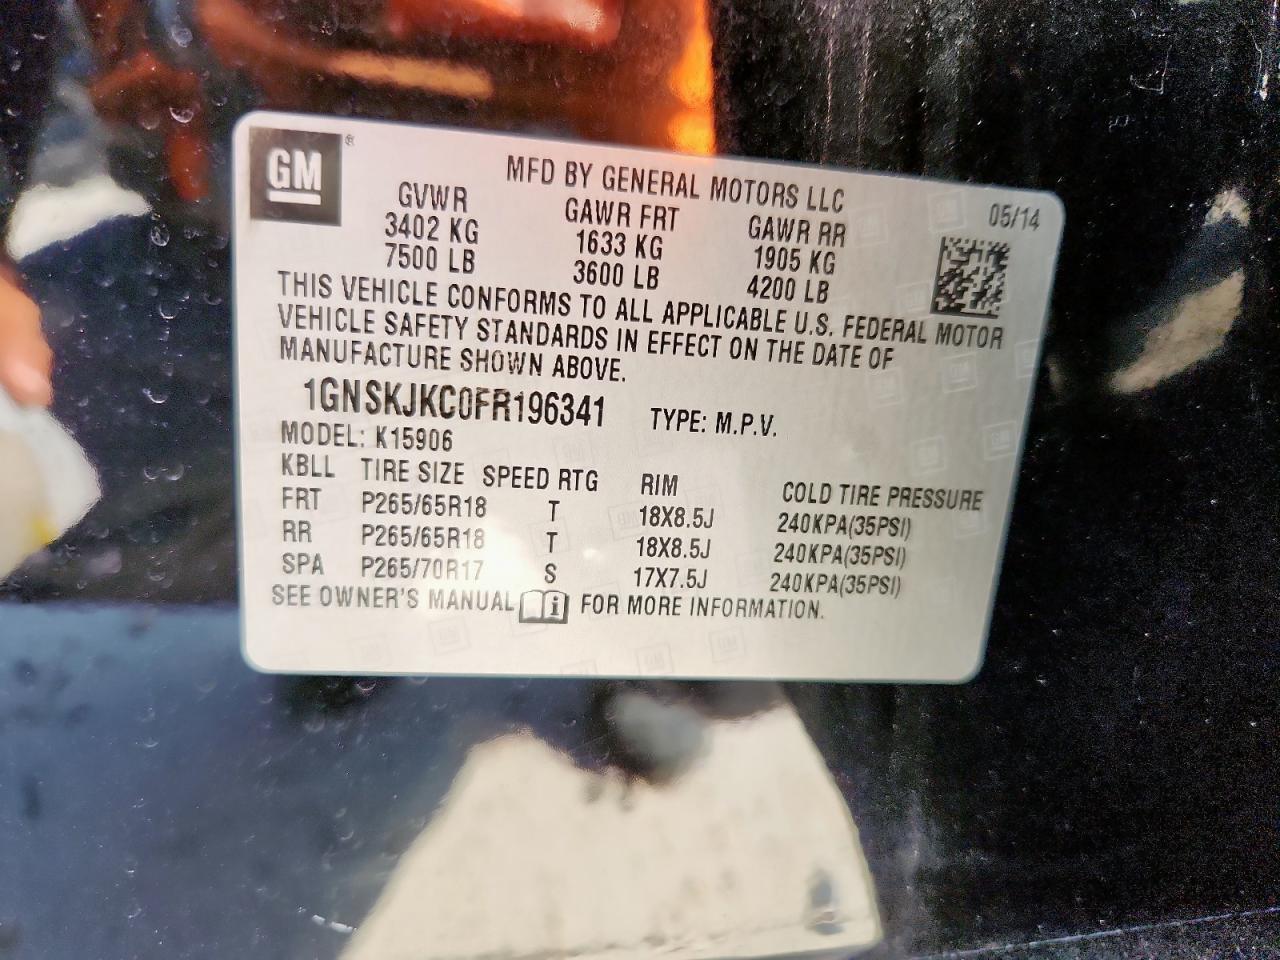 GM ®
MFD BY GENERAL MOTORS LLC
05/14
GVWR GAWR FRT GAWR RR
3402 KG 1633 KG 1905 KG
7500 LB 3600 LB 4200 LB
THIS VEHICLE CONFORMS TO ALL APPLICABLE U.S. FEDERAL MOTOR
VEHICLE SAFETY STANDARDS IN EFFECT ON THE DATE OF
MANUFACTURE SHOWN ABOVE.
1GNSKJKC0FR196341 TYPE: M.P.V.
MODEL: K15906
KBLL TIRE SIZE SPEED RTG RIM COLD TIRE PRESSURE
FRT P265/65R18 T 18X8.5J 240KPA(35PSI)
RR P265/65R18 T 18X8.5J 240KPA(35PSI)
SPA P265/70R17 S 17X7.5J 240KPA(35PSI)
SEE OWNER'S MANUAL i FOR MORE INFORMATION.